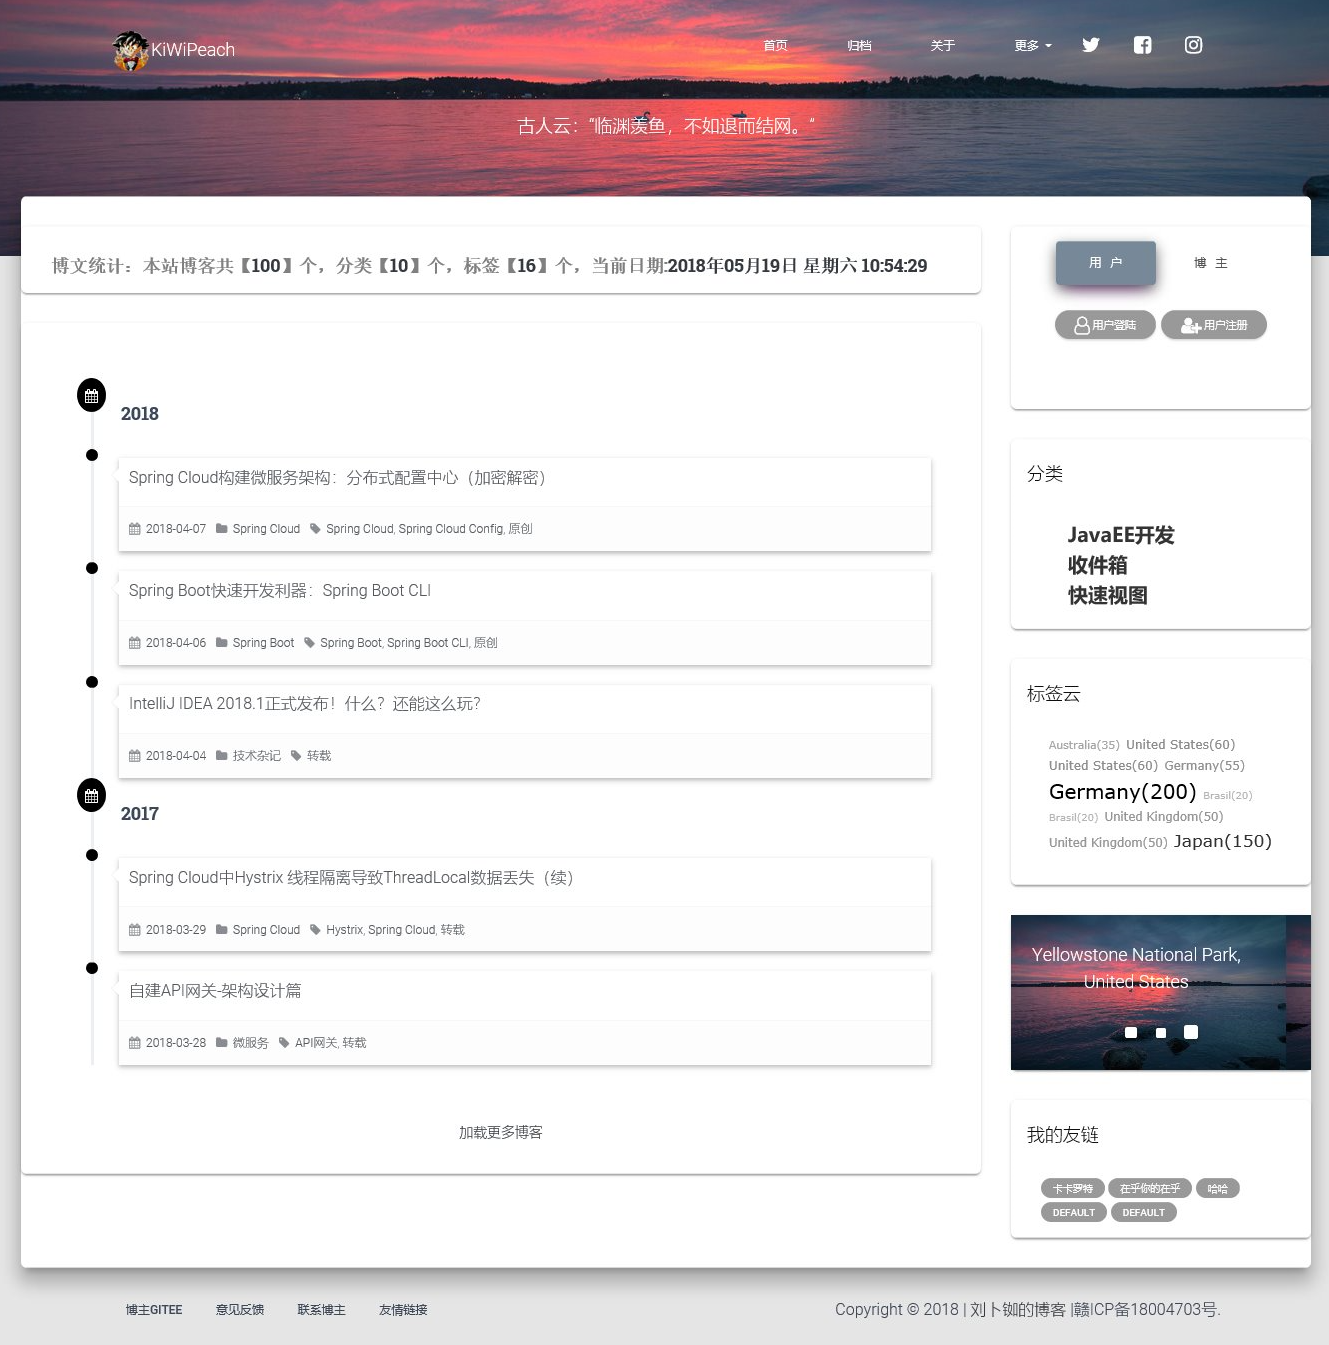 KiWiPeach
首页 归档 关于 更多
古人云：“临渊羡鱼，不如退而结网。“
博文统计：本站博客共【100】个，分类【10】个，标签【16】个，当前日期:2018年05月19日 星期六 10:54:29
2018
Spring Cloud构建微服务架构：分布式配置中心（加密解密）
2018-04-07 Spring Cloud Spring Cloud, Spring Cloud Config, 原创
Spring Boot快速开发利器：Spring Boot CLI
2018-04-06 Spring Boot Spring Boot, Spring Boot CLI, 原创
IntelliJ IDEA 2018.1正式发布！什么？还能这么玩？
2018-04-04 技术杂记 转载
2017
Spring Cloud中Hystrix 线程隔离导致ThreadLocal数据丢失（续）
2018-03-29 Spring Cloud Hystrix, Spring Cloud, 转载
自建API网关-架构设计篇
2018-03-28 微服务 API网关, 转载
加载更多博客
用 户 博 主
用户登陆 用户注册
分类
JavaEE开发
收件箱
快速视图
标签云
Australia(35) United States(60)
United States(60) Germany(55)
Germany(200) Brasil(20)
Brasil(20) United Kingdom(50)
United Kingdom(50) Japan(150)
Yellowstone National Park,
United States
我的友链
卡卡罗特 在乎你的在乎 哈哈
DEFAULT DEFAULT
博主GITEE 意见反馈 联系博主 友情链接
Copyright © 2018 | 刘卜铷的博客 |赣ICP备18004703号.